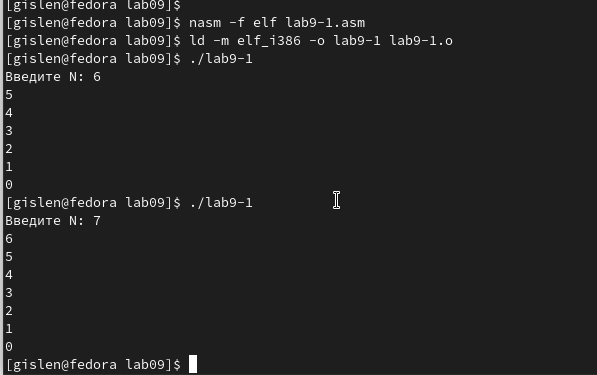 [gislen@fedora lab09]$
[gislen@fedora lab09]$ nasm -f elf lab9-1.asm
[gislen@fedora lab09]$ ld -m elf_i386 -o lab9-1 lab9-1.o
[gislen@fedora lab09]$ ./lab9-1
Введите N: 6
5
4
3
2
1
0
[gislen@fedora lab09]$ ./lab9-1
Введите N: 7
6
5
4
3
2
1
0
[gislen@fedora lab09]$